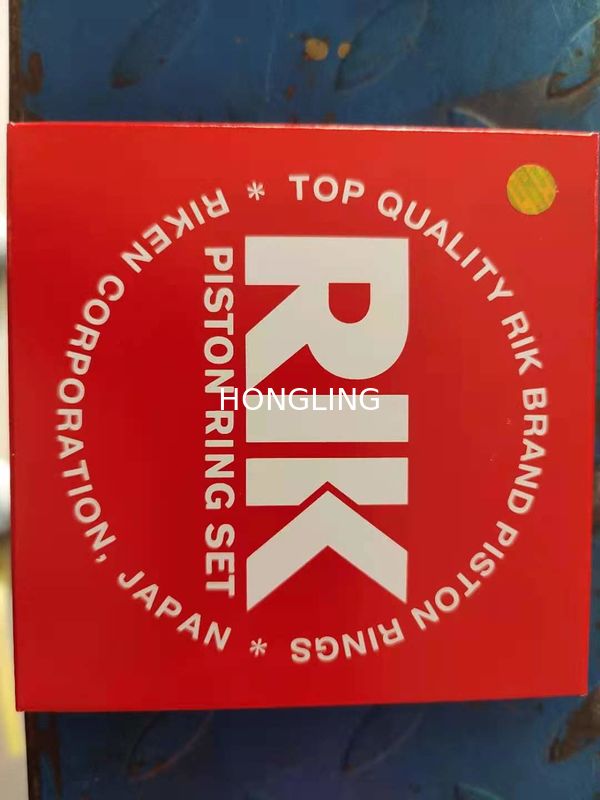 TOP QUALITY RIK BRAND PISTON RINGS
RIK
PISTON RING SET
* RIKEN CORPORATION, JAPAN *
HONGLING